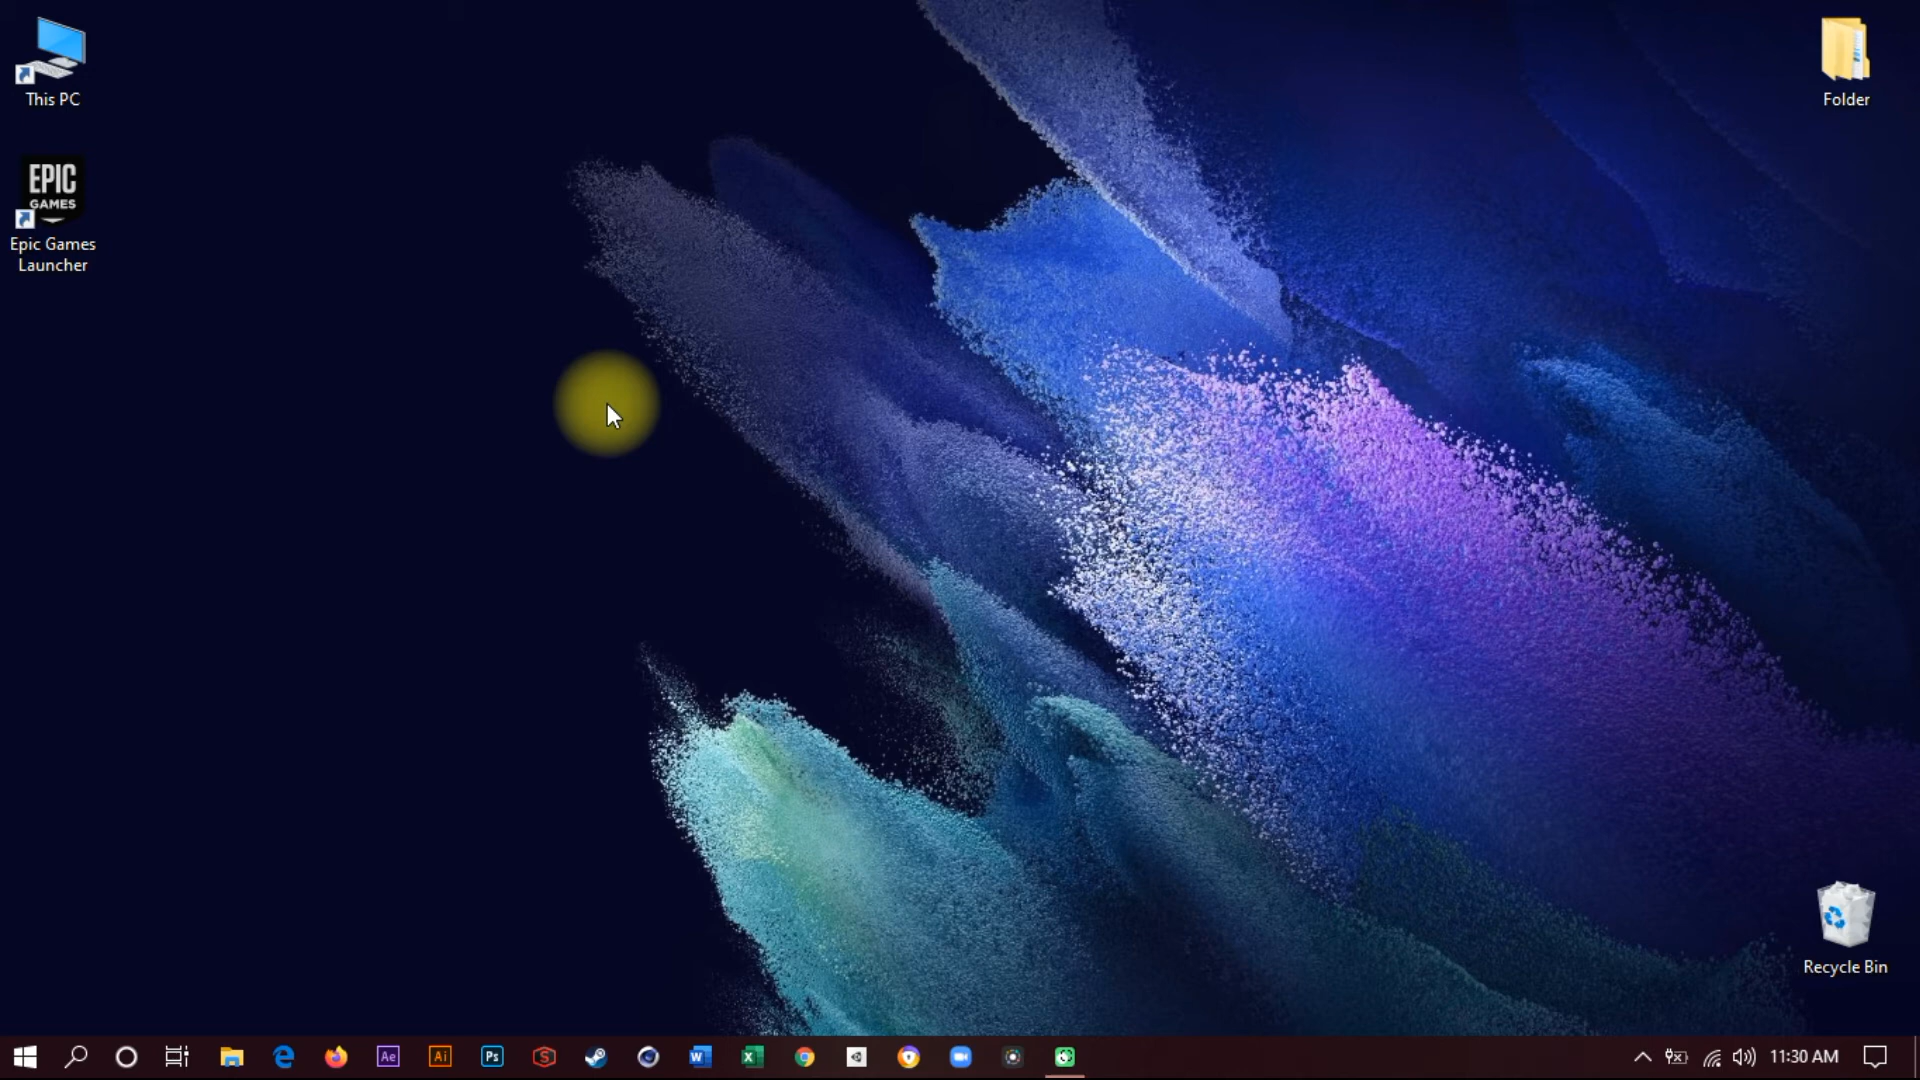 This PC
Folder
EPIC
GAMES
Epic Games
Launcher
Recycle Bin
Ae
Ai
Ps
S
W
X
11:30 AM